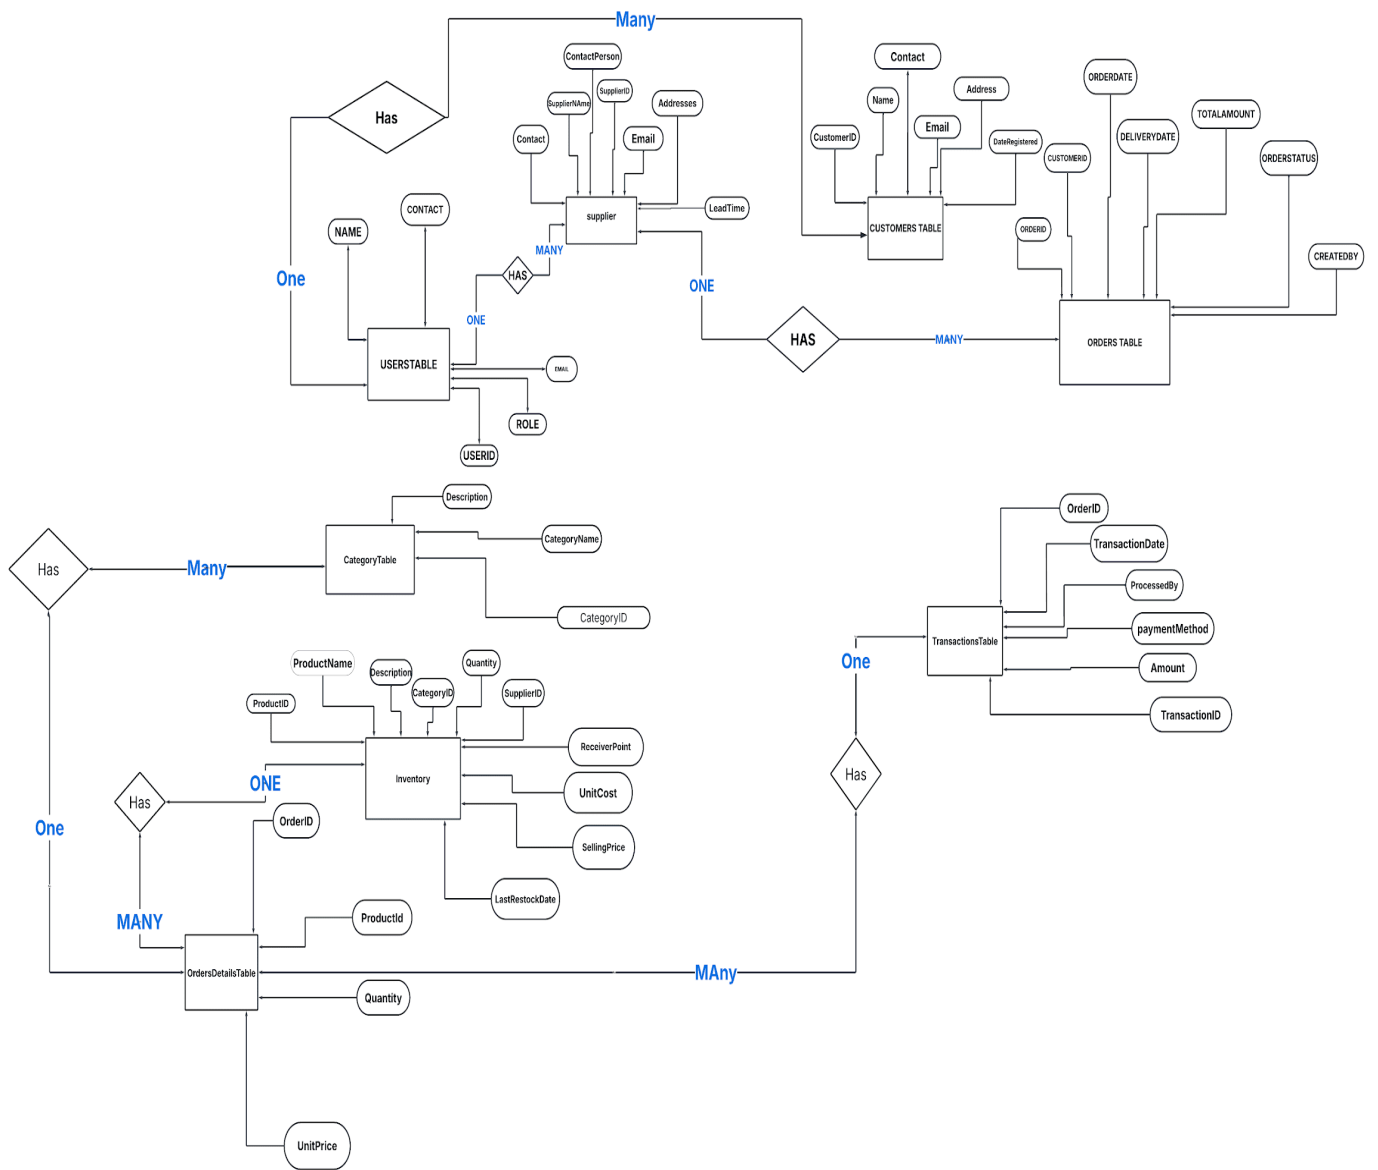 Many
ContactPerson
Contact
ORDERDATE
Has
SupplierNAme
SupplierID
Addresses
Name
Address
TOTALAMOUNT
Contact
Email
CustomerID
Email
DateRegistered
CUSTOMERID
DELIVERYDATE
ORDERSTATUS
NAME
CONTACT
supplier
LeadTime
CUSTOMERS TABLE
ORDERID
CREATEDBY
One
MANY
HAS
ONE
ONE
HAS
MANY
ORDERS TABLE
USERSTABLE
EMAIL
ROLE
USERID
Description
OrderID
CategoryName
TransactionDate
Has
Many
CategoryTable
ProcessedBy
CategoryID
paymentMethod
TransactionsTable
One
Amount
TransactionID
ProductName
Description
Quantity
CategoryID
SupplierID
ProductID
ReceiverPoint
Inventory
ONE
UnitCost
Has
Has
One
OrderID
SellingPrice
LastRestockDate
MANY
ProductId
OrdersDetailsTable
MAny
Quantity
UnitPrice